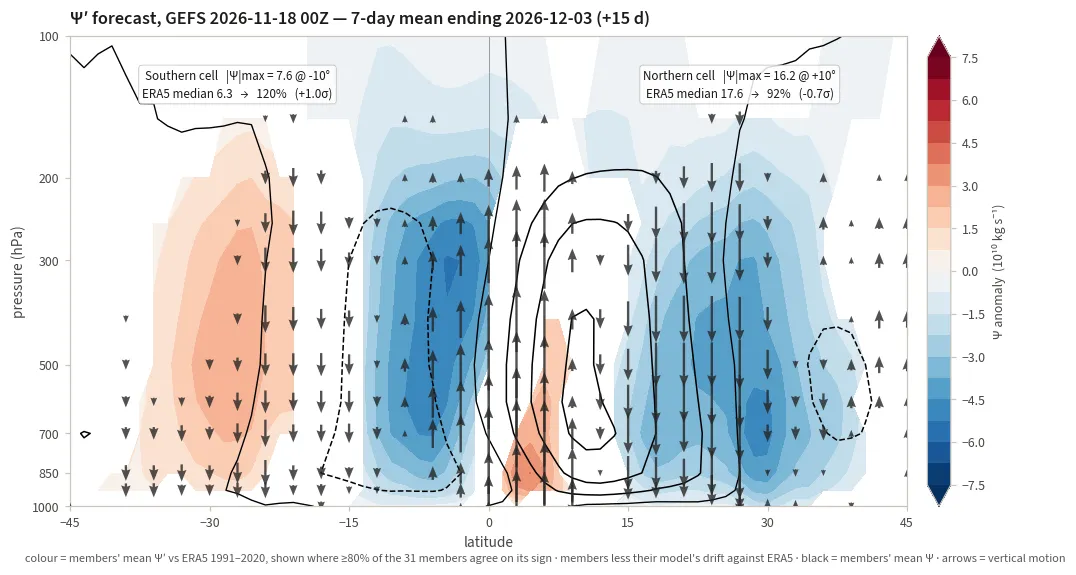 Ψ′ forecast, GEFS 2026-11-18 00Z — 7-day mean ending 2026-12-03 (+15 d)
Southern cell |Ψ|max = 7.6 @ -10°
ERA5 median 6.3 → 120% (+1.0σ)
Northern cell |Ψ|max = 16.2 @ +10°
ERA5 median 17.6 → 92% (-0.7σ)
pressure (hPa)
100
200
300
400
500
700
850
1000
−45
−30
−15
0
15
30
45
latitude
7.5
6.0
4.5
3.0
1.5
0.0
−1.5
−3.0
−4.5
−6.0
−7.5
Ψ anomaly (10¹⁰ kg s⁻¹)
colour = members' mean Ψ′ vs ERA5 1991–2020, shown where ≥80% of the 31 members agree on its sign · members less their model's drift against ERA5 · black = members' mean Ψ · arrows = vertical motion